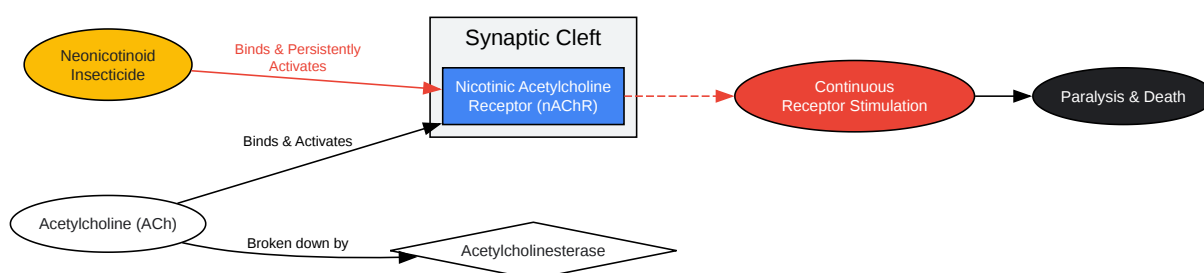 Synaptic Cleft
Neonicotinoid
Insecticide
Binds & Persistently
Activates
Nicotinic Acetylcholine
Receptor (nAChR)
Continuous
Receptor Stimulation
Paralysis & Death
Binds & Activates
Acetylcholine (ACh)
Broken down by
Acetylcholinesterase